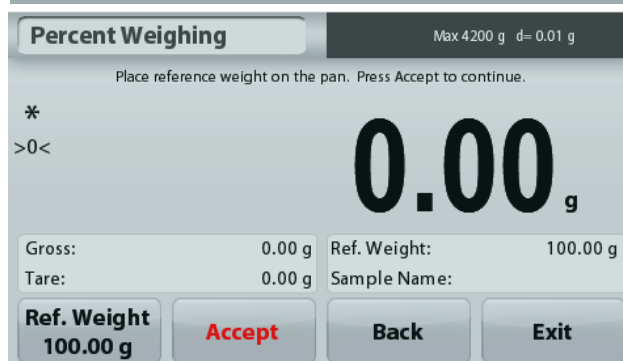 Percent Weighing
Max 4200 g d= 0.01 g
Place reference weight on the pan. Press Accept to continue.
*
>0<
0.00 g
Gross: 0.00 g Ref. Weight: 100.00 g
Tare: 0.00 g Sample Name:
Ref. Weight
100.00 g
Accept
Back
Exit